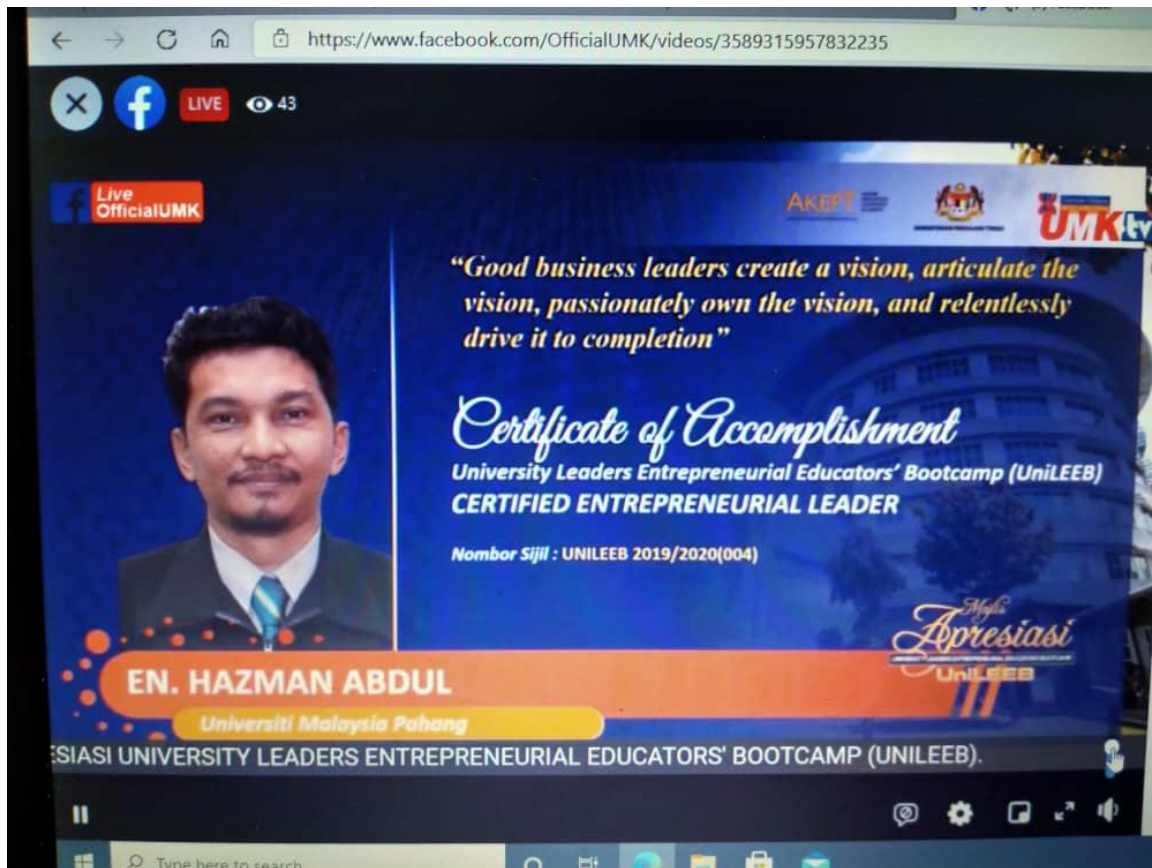 https://www.facebook.com/OfficialUMK/videos/3589315957832235
LIVE 43
Live
OfficialUMK
AKEPT
UMK tv
“Good business leaders create a vision, articulate the
vision, passionately own the vision, and relentlessly
drive it to completion”
Certificate of Accomplishment
University Leaders Entrepreneurial Educators' Bootcamp (UniLEEB)
CERTIFIED ENTREPRENEURIAL LEADER
Nombor Sijil : UNILEEB 2019/2020(004)
Majlis
Apresiasi
UniLEEB
EN. HAZMAN ABDUL
Universiti Malaysia Pahang
ESIASI UNIVERSITY LEADERS ENTREPRENEURIAL EDUCATORS' BOOTCAMP (UNILEEB).
Type here to search